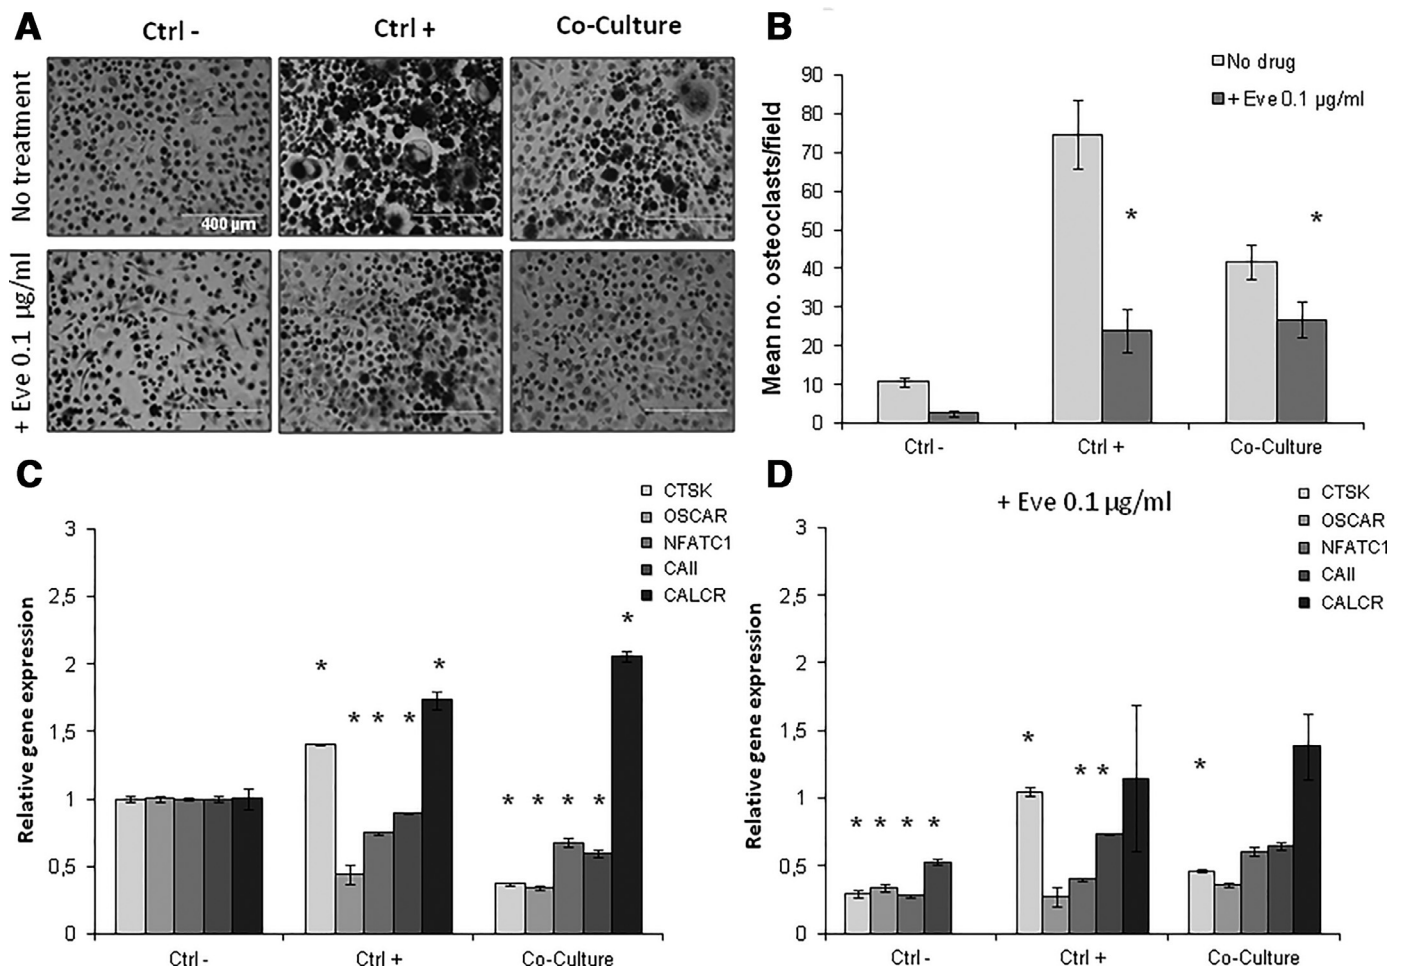 A
Ctrl -
Ctrl +
Co-Culture
No treatment
400 µm
+ Eve 0.1 µg/ml
B
No drug
+ Eve 0.1 µg/ml
Mean no. osteoclasts/field
90
80
70
60
50
40
30
20
10
0
*
*
Ctrl -
Ctrl +
Co-Culture
C
CTSK
OSCAR
NFATC1
CAII
CALCR
Relative gene expression
3
2,5
2
1,5
1
0,5
0
* * * * *
* * * * *
Ctrl -
Ctrl +
Co-Culture
D
+ Eve 0.1 µg/ml
CTSK
OSCAR
NFATC1
CAII
CALCR
Relative gene expression
3
2,5
2
1,5
1
0,5
0
* * * *
* * *
*
Ctrl -
Ctrl +
Co-Culture